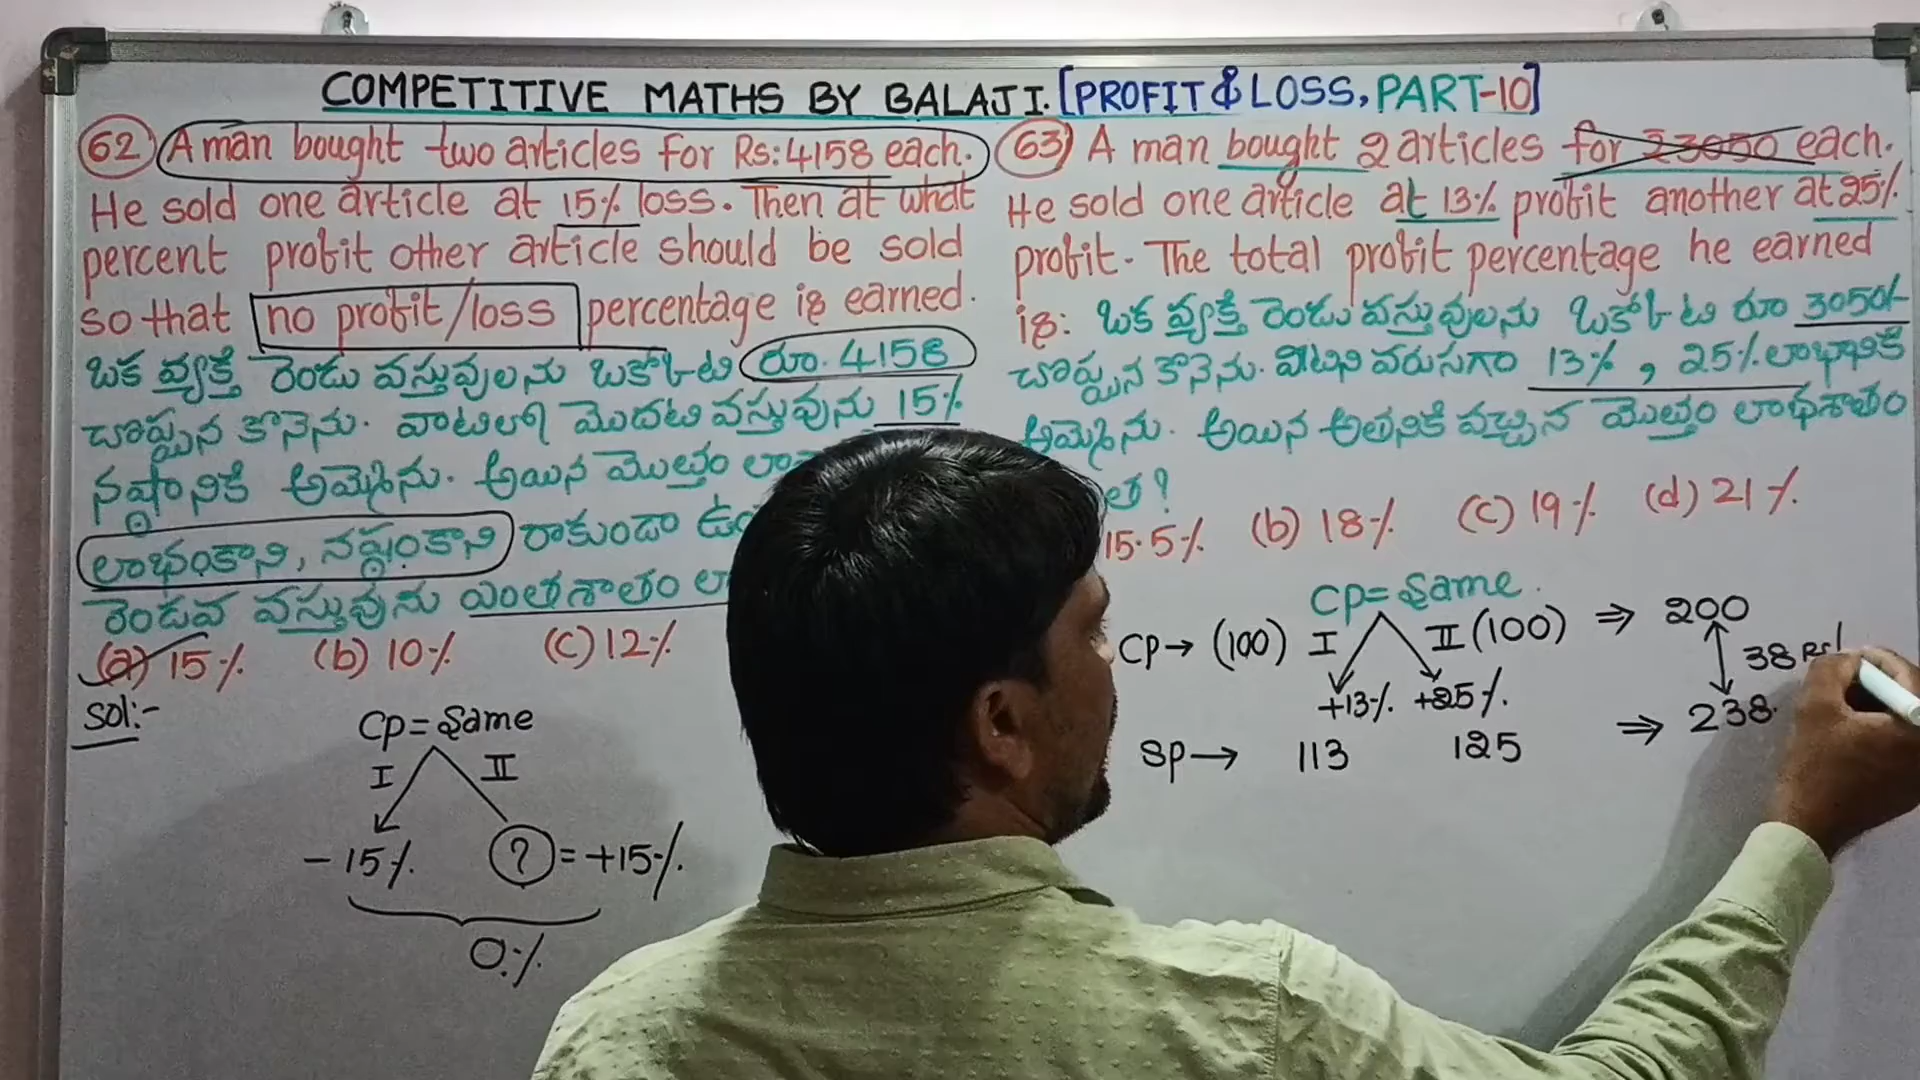 COMPETITIVE MATHS BY BALAJI. [PROFIT & LOSS, PART-10]
62 A man bought two articles for Rs:4158 each.
He sold one article at 15% loss. Then at what
percent profit other article should be sold
so that no profit/loss percentage is earned.
ఒక వ్యక్తి రెండు వస్తువులను ఒకోక్కటి రూ. 4158
చొప్పున కొనెను. వాటిలో మొదటి వస్తువును 15%
నష్టానికి అమ్మెను. అయిన మొత్తం
లాభంకాని, నష్టంకాని రాకుండా
రెండవ వస్తువును ఎంతశాతం
(a) 15% (b) 10% (c) 12%
Sol:-
CP = Same
I II
-15% ? = +15%
0%
63) A man bought 2 articles for 23050 each.
He sold one article at 13% profit another at 25%
profit. The total profit percentage he earned
is: ఒక వ్యక్తి రెండు వస్తువులను ఒకోక్కటి రూ 3050/-
చొప్పున కొనెను. వీటిని వరుసగా 13%, 25% లాభానికి
అమ్మెను. అయిన అతనికి వచ్చిన మొత్తం లాభశాతం
15.5% (b) 18% (c) 19% (d) 21%
CP = Same.
CP → (100) I II (100) ⇒ 200
38 Rs/
+13% +25%
SP → 113 125 ⇒ 238.